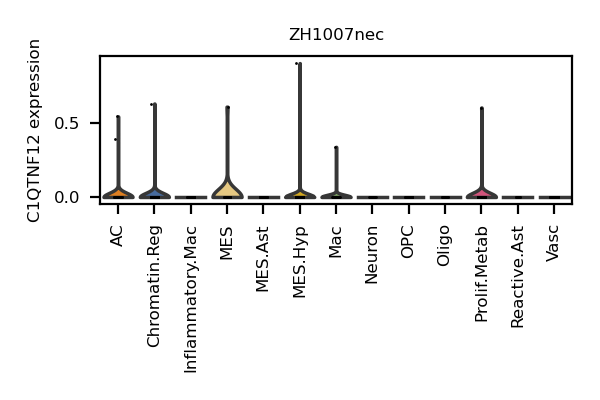 ZH1007nec
C1QTNF12 expression
0.5
0.0
AC
Chromatin.Reg
Inflammatory.Mac
MES
MES.Ast
MES.Hyp
Mac
Neuron
OPC
Oligo
Prolif.Metab
Reactive.Ast
Vasc